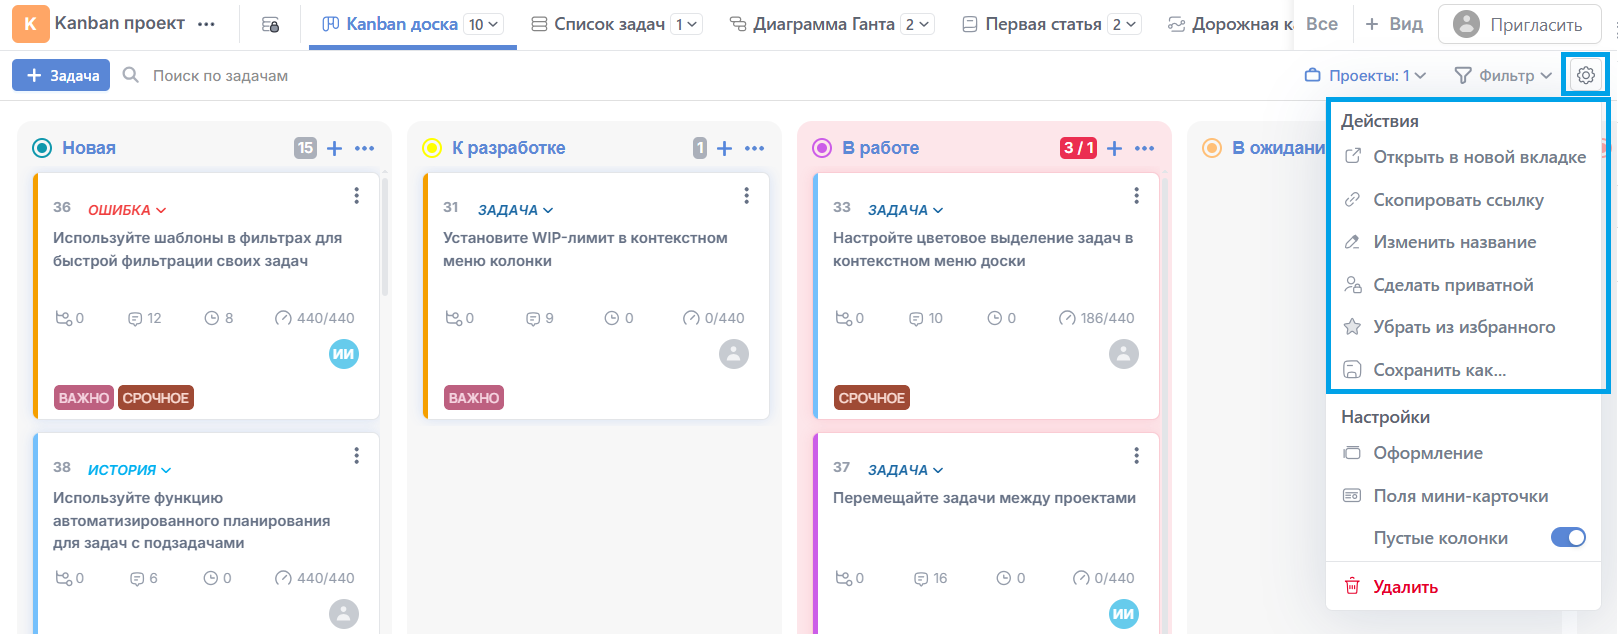 К Kanban проект ••• Kanban доска 10 Список задач 1 Диаграмма Ганта 2 Первая статья 2 Дорожная ка Все + Вид Пригласить
+ Задача Поиск по задачам Проекты: 1 Фильтр
Новая 15 + •••
36 ОШИБКА
Используйте шаблоны в фильтрах для
быстрой фильтрации своих задач
0 12 8 440/440
ИИ
ВАЖНО СРОЧНОЕ
38 ИСТОРИЯ
Используйте функцию
автоматизированного планирования
для задач с подзадачами
0 6 0 440/440
К разработке 1 + •••
31 ЗАДАЧА
Установите WIP-лимит в контекстном
меню колонки
0 9 0 0/440
ВАЖНО
В работе 3 / 1 + •••
33 ЗАДАЧА
Настройте цветовое выделение задач в
контекстном меню доски
0 10 0 186/440
СРОЧНОЕ
37 ЗАДАЧА
Перемещайте задачи между проектами
0 16 0 0/440
ИИ
В ожидани
Действия
Открыть в новой вкладке
Скопировать ссылку
Изменить название
Сделать приватной
Убрать из избранного
Сохранить как...
Настройки
Оформление
Поля мини-карточки
Пустые колонки
Удалить